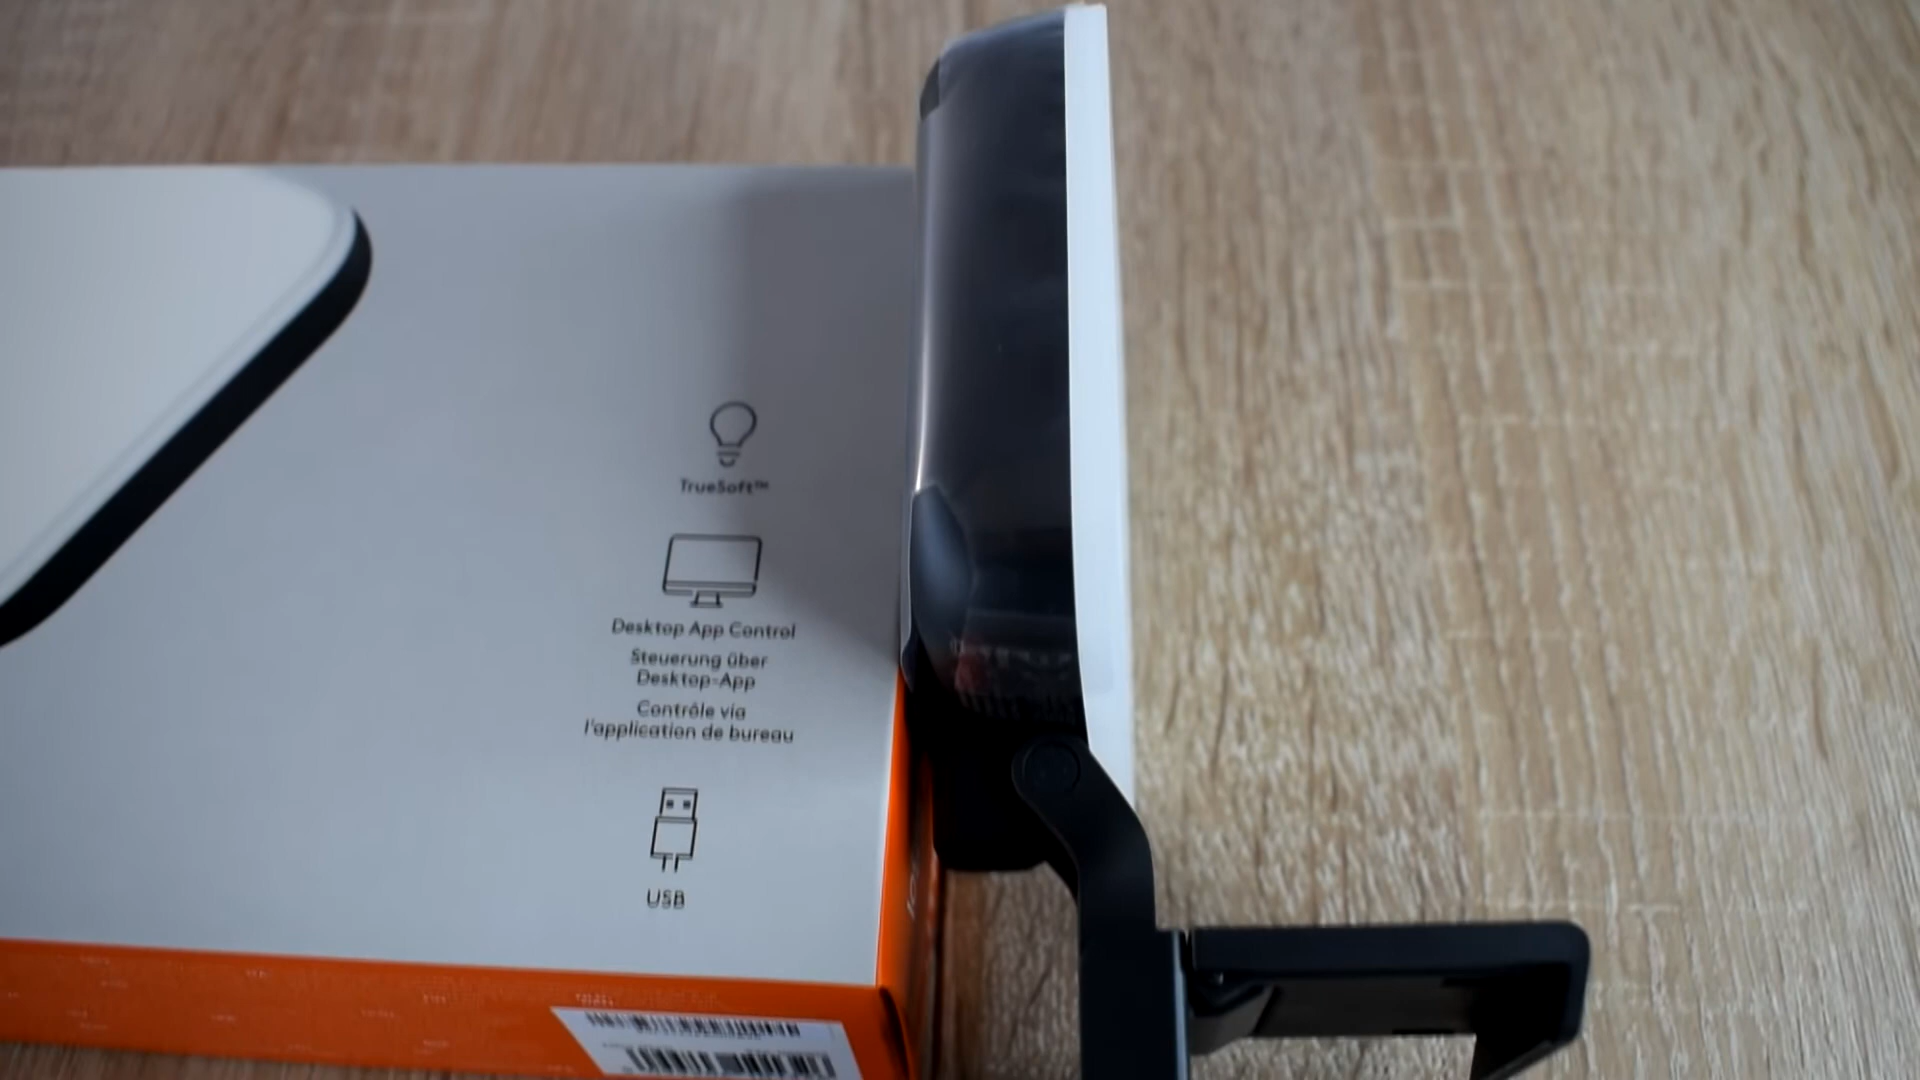 TrueSoft™
Desktop App Control
Steuerung über
Desktop-App
Contrôle via
l'application de bureau
USB